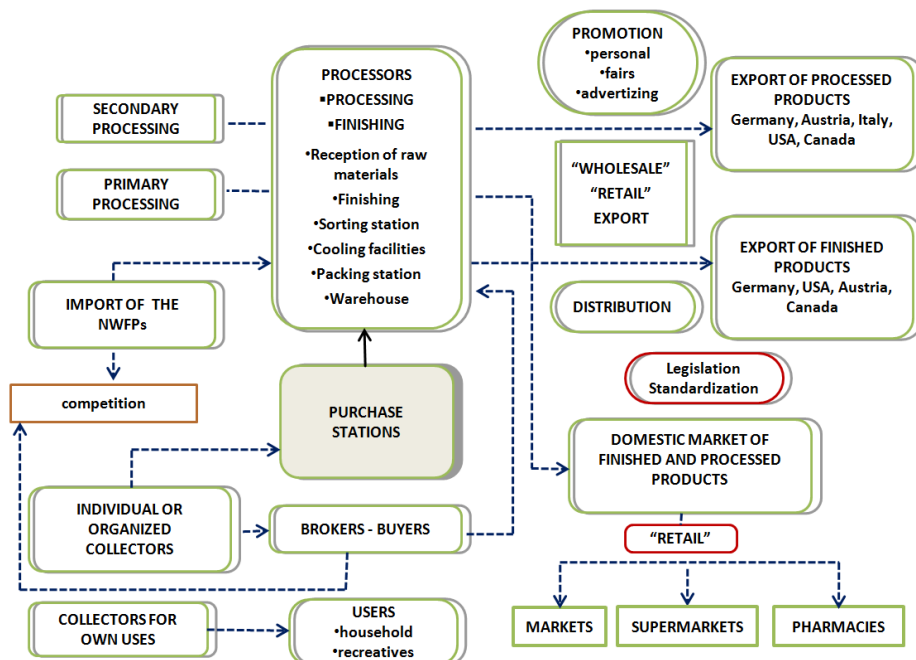 PROMOTION
•personal
•fairs
•advertizing
PROCESSORS
▪PROCESSING
▪FINISHING
•Reception of raw
materials
•Finishing
•Sorting station
•Cooling facilities
•Packing station
•Warehouse
EXPORT OF PROCESSED
PRODUCTS
Germany, Austria, Italy,
USA, Canada
SECONDARY
PROCESSING
PRIMARY
PROCESSING
“WHOLESALE”
“RETAIL”
EXPORT
EXPORT OF FINISHED
PRODUCTS
Germany, USA, Austria,
Canada
IMPORT OF THE
NWFPs
DISTRIBUTION
Legislation
Standardization
competition
PURCHASE
STATIONS
DOMESTIC MARKET OF
FINISHED AND PROCESSED
PRODUCTS
INDIVIDUAL OR
ORGANIZED
COLLECTORS
BROKERS - BUYERS
“RETAIL”
COLLECTORS FOR
OWN USES
USERS
•household
•recreatives
MARKETS
SUPERMARKETS
PHARMACIES